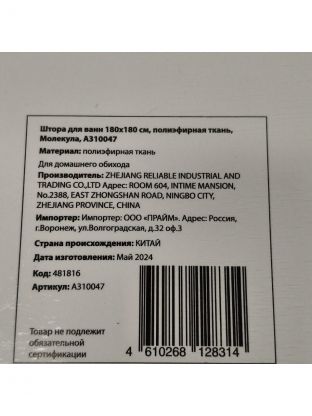 Штора для ванн 180х180 см, полиэфирная ткань,
Молекула, А310047
Материал: полиэфирная ткань
Для домашнего обихода
Производитель: ZHEJIANG RELIABLE INDUSTRIAL AND
TRADING CO.,LTD Адрес: ROOM 604, INTIME MANSION,
No.2388, EAST ZHONGSHAN ROAD, NINGBO CITY,
ZHEJIANG PROVINCE, CHINA
Импортер: Импортер: ООО «ПРАЙМ». Адрес: Россия,
г.Воронеж, ул.Волгоградская, д.32 оф.3
Страна происхождения: КИТАЙ
Дата изготовления: Май 2024
Код: 481816
Артикул: А310047
Товар не подлежит
обязательной
сертификации
4 610268 128314